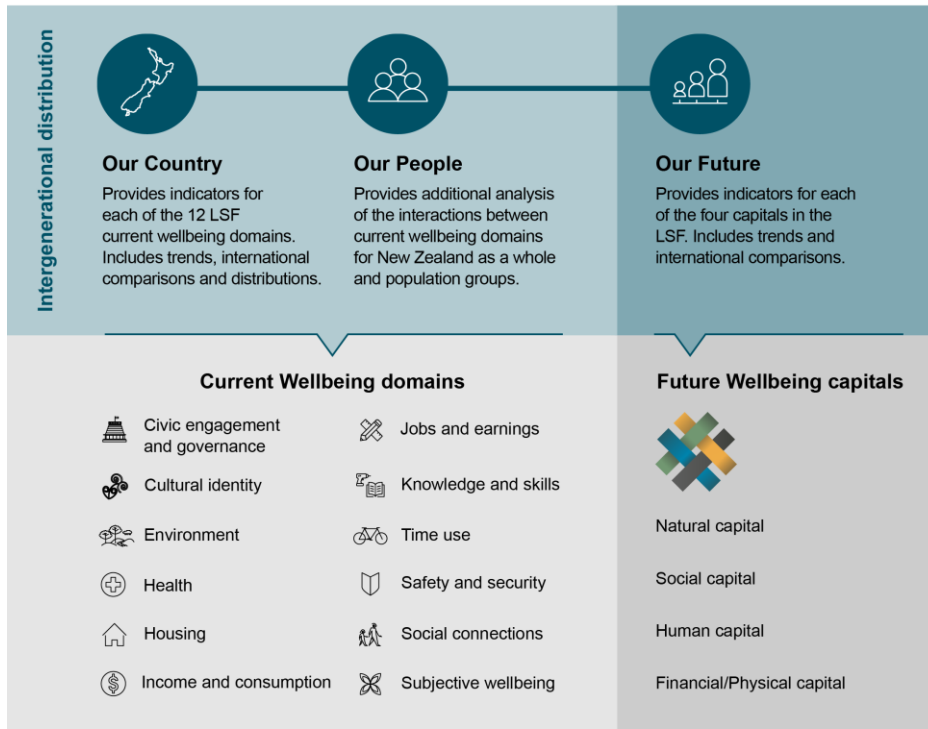 Intergenerational distribution
Our Country
Provides indicators for
each of the 12 LSF
current wellbeing domains.
Includes trends, international
comparisons and distributions.
Our People
Provides additional analysis
of the interactions between
current wellbeing domains
for New Zealand as a whole
and population groups.
Our Future
Provides indicators for each
of the four capitals in the
LSF. Includes trends and
international comparisons.
Current Wellbeing domains
Civic engagement
and governance
Cultural identity
Environment
Health
Housing
Income and consumption
Jobs and earnings
Knowledge and skills
Time use
Safety and security
Social connections
Subjective wellbeing
Future Wellbeing capitals
Natural capital
Social capital
Human capital
Financial/Physical capital